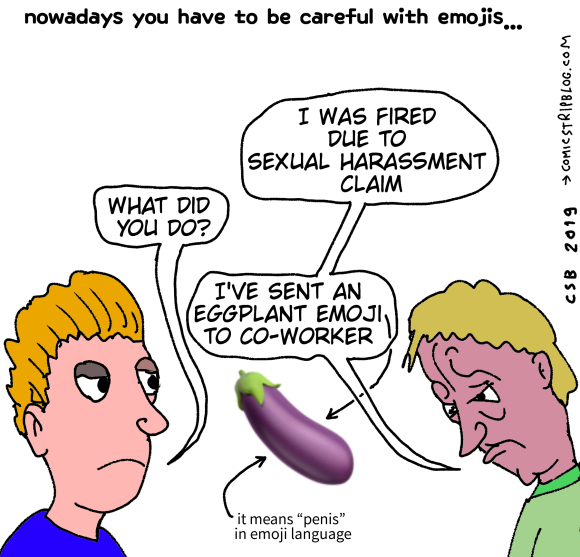 nowadays you have to be careful with emojis...
I WAS FIRED
DUE TO
SEXUAL HARASSMENT
CLAIM
WHAT DID
YOU DO?
I'VE SENT AN
EGGPLANT EMOJI
TO CO-WORKER
it means “penis”
in emoji language
CSB 2019 → COMICSTRIPBLOG.COM